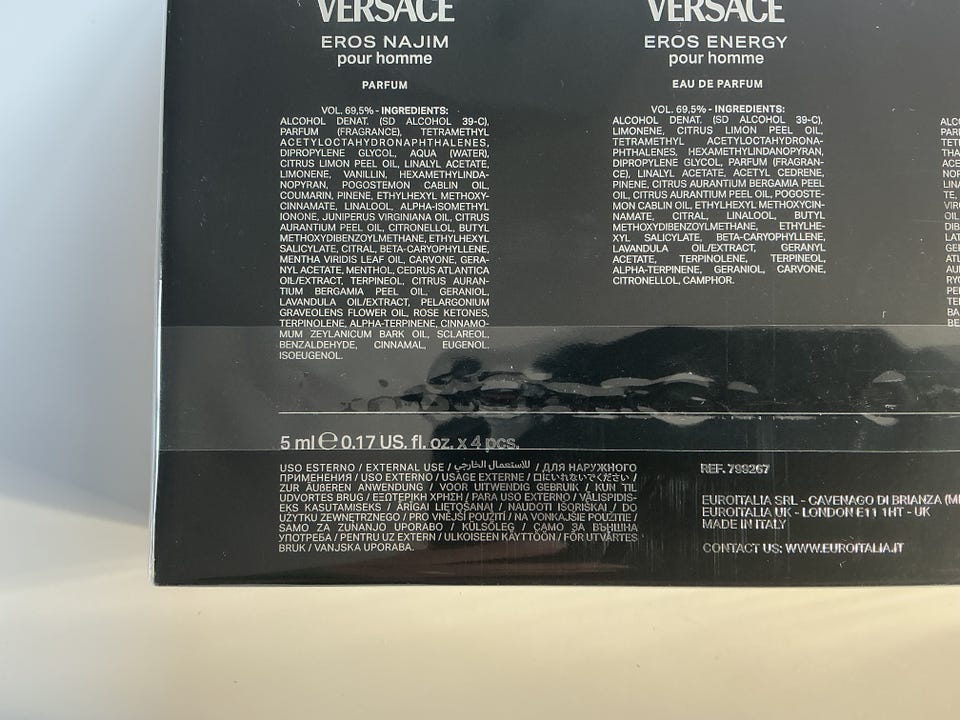 VERSACE
EROS NAJIM
pour homme
PARFUM
VOL. 69,5% - INGREDIENTS:
ALCOHOL DENAT. (SD ALCOHOL 39-C),
PARFUM (FRAGRANCE), TETRAMETHYL
ACETYLOCTAHYDRONAPHTHALENES,
DIPROPYLENE GLYCOL, AQUA (WATER),
CITRUS LIMON PEEL OIL, LINALYL ACETATE,
LIMONENE, VANILLIN, HEXAMETHYLINDA-
NOPYRAN, POGOSTEMON CABLIN OIL,
COUMARIN, PINENE, ETHYLHEXYL METHOXY-
CINNAMATE, LINALOOL, ALPHA-ISOMETHYL
IONONE, JUNIPERUS VIRGINIANA OIL, CITRUS
AURANTIUM PEEL OIL, CITRONELLOL, BUTYL
METHOXYDIBENZOYLMETHANE, ETHYLHEXYL
SALICYLATE, CITRAL, BETA-CARYOPHYLLENE,
MENTHA VIRIDIS LEAF OIL, CARVONE, GERA-
NYL ACETATE, MENTHOL, CEDRUS ATLANTICA
OIL/EXTRACT, TERPINEOL, CITRUS AURAN-
TIUM BERGAMIA PEEL OIL, GERANIOL,
LAVANDULA OIL/EXTRACT, PELARGONIUM
GRAVEOLENS FLOWER OIL, ROSE KETONES,
TERPINOLENE, ALPHA-TERPINENE, CINNAMO-
MUM ZEYLANICUM BARK OIL, SCLAREOL,
BENZALDEHYDE, CINNAMAL, EUGENOL,
ISOEUGENOL.
VERSACE
EROS ENERGY
pour homme
EAU DE PARFUM
VOL. 69,5% - INGREDIENTS:
ALCOHOL DENAT. (SD ALCOHOL 39-C),
LIMONENE, CITRUS LIMON PEEL OIL,
TETRAMETHYL ACETYLOCTAHYDRONA-
PHTHALENES, HEXAMETHYLINDANOPYRAN,
DIPROPYLENE GLYCOL, PARFUM (FRAGRAN-
CE), LINALYL ACETATE, ACETYL CEDRENE,
PINENE, CITRUS AURANTIUM BERGAMIA PEEL
OIL, CITRUS AURANTIUM PEEL OIL, POGOSTE-
MON CABLIN OIL, ETHYLHEXYL METHOXYCIN-
NAMATE, CITRAL, LINALOOL, BUTYL
METHOXYDIBENZOYLMETHANE, ETHYLHE-
XYL SALICYLATE, BETA-CARYOPHYLLENE,
LAVANDULA OIL/EXTRACT, GERANYL
ACETATE, TERPINOLENE, TERPINEOL,
ALPHA-TERPINENE, GERANIOL, CARVONE,
CITRONELLOL, CAMPHOR.
5 ml ℮ 0.17 US. fl. oz. x 4 pcs.
USO ESTERNO / EXTERNAL USE / للاستعمال الخارجي / ДЛЯ НАРУЖНОГО
ПРИМЕНЕНИЯ / USO EXTERNO / USAGE EXTERNE / 口にいれないでください /
ZUR ÄUßEREN ANWENDUNG / VOOR UITWENDIG GEBRUIK / KUN TIL
UDVORTES BRUG / ΕΞΩΤΕΡΙΚΗ ΧΡΗΣΗ / PARA USO EXTERNO / VÄLISPIDIS-
EKS KASUTAMISEKS / ĀRĪGAI LIETOŠANAI / NAUDOTI IŠORIŠKAI / DO
UŻYTKU ZEWNĘTRZNEGO / PRO VNĚJŠÍ POUŽITÍ / NA VONKAJŠIE POUŽITIE /
SAMO ZA ZUNANJO UPORABO / KÜLSŐLEG / САМО ЗА ВЪНШНА
УПОТРЕБА / PENTRU UZ EXTERN / ULKOISEEN KÄYTTÖÖN / FÖR UTVÄRTES
BRUK / VANJSKA UPORABA.
REF. 799267
EUROITALIA SRL - CAVENAGO DI BRIANZA
EUROITALIA UK - LONDON E11 1HT - UK
MADE IN ITALY
CONTACT US: WWW.EUROITALIA.IT